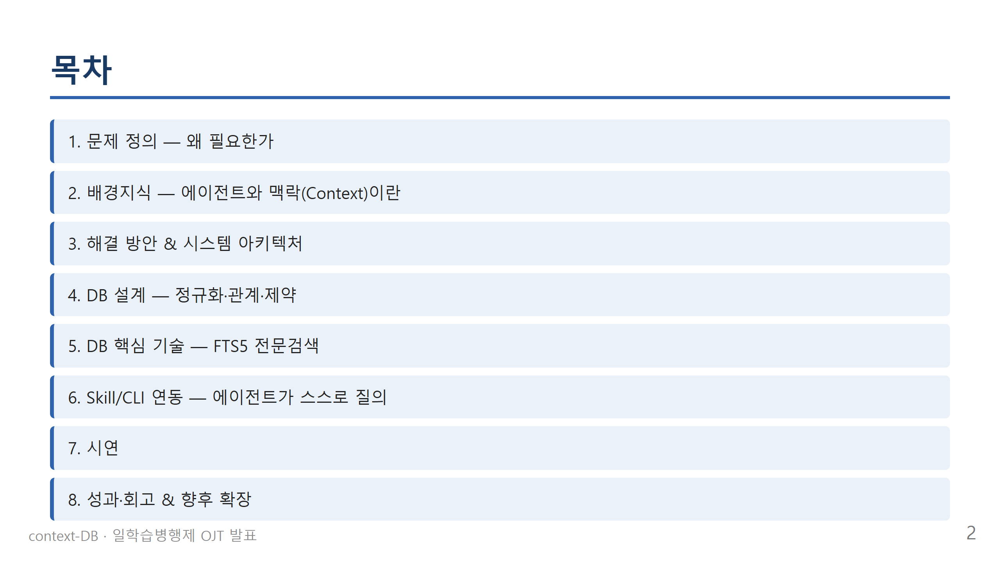 목차
1. 문제 정의 — 왜 필요한가
2. 배경지식 — 에이전트와 맥락(Context)이란
3. 해결 방안 & 시스템 아키텍처
4. DB 설계 — 정규화·관계·제약
5. DB 핵심 기술 — FTS5 전문검색
6. Skill/CLI 연동 — 에이전트가 스스로 질의
7. 시연
8. 성과·회고 & 향후 확장
context-DB · 일학습병행제 OJT 발표
2